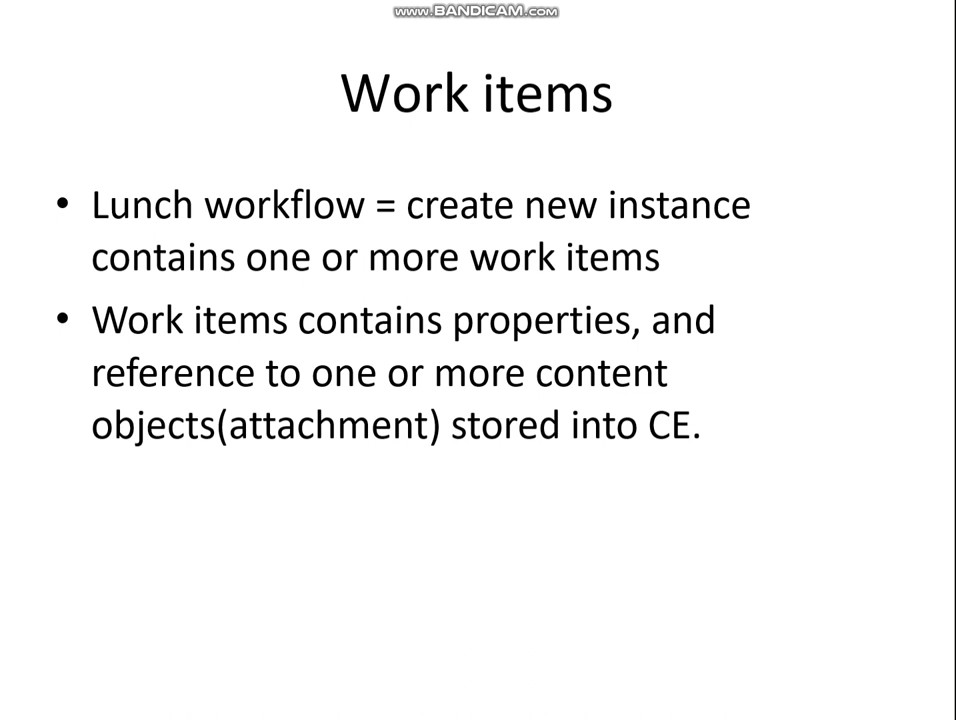 www.BANDICAM.com
Work items
• Lunch workflow = create new instance
contains one or more work items
• Work items contains properties, and
reference to one or more content
objects(attachment) stored into CE.